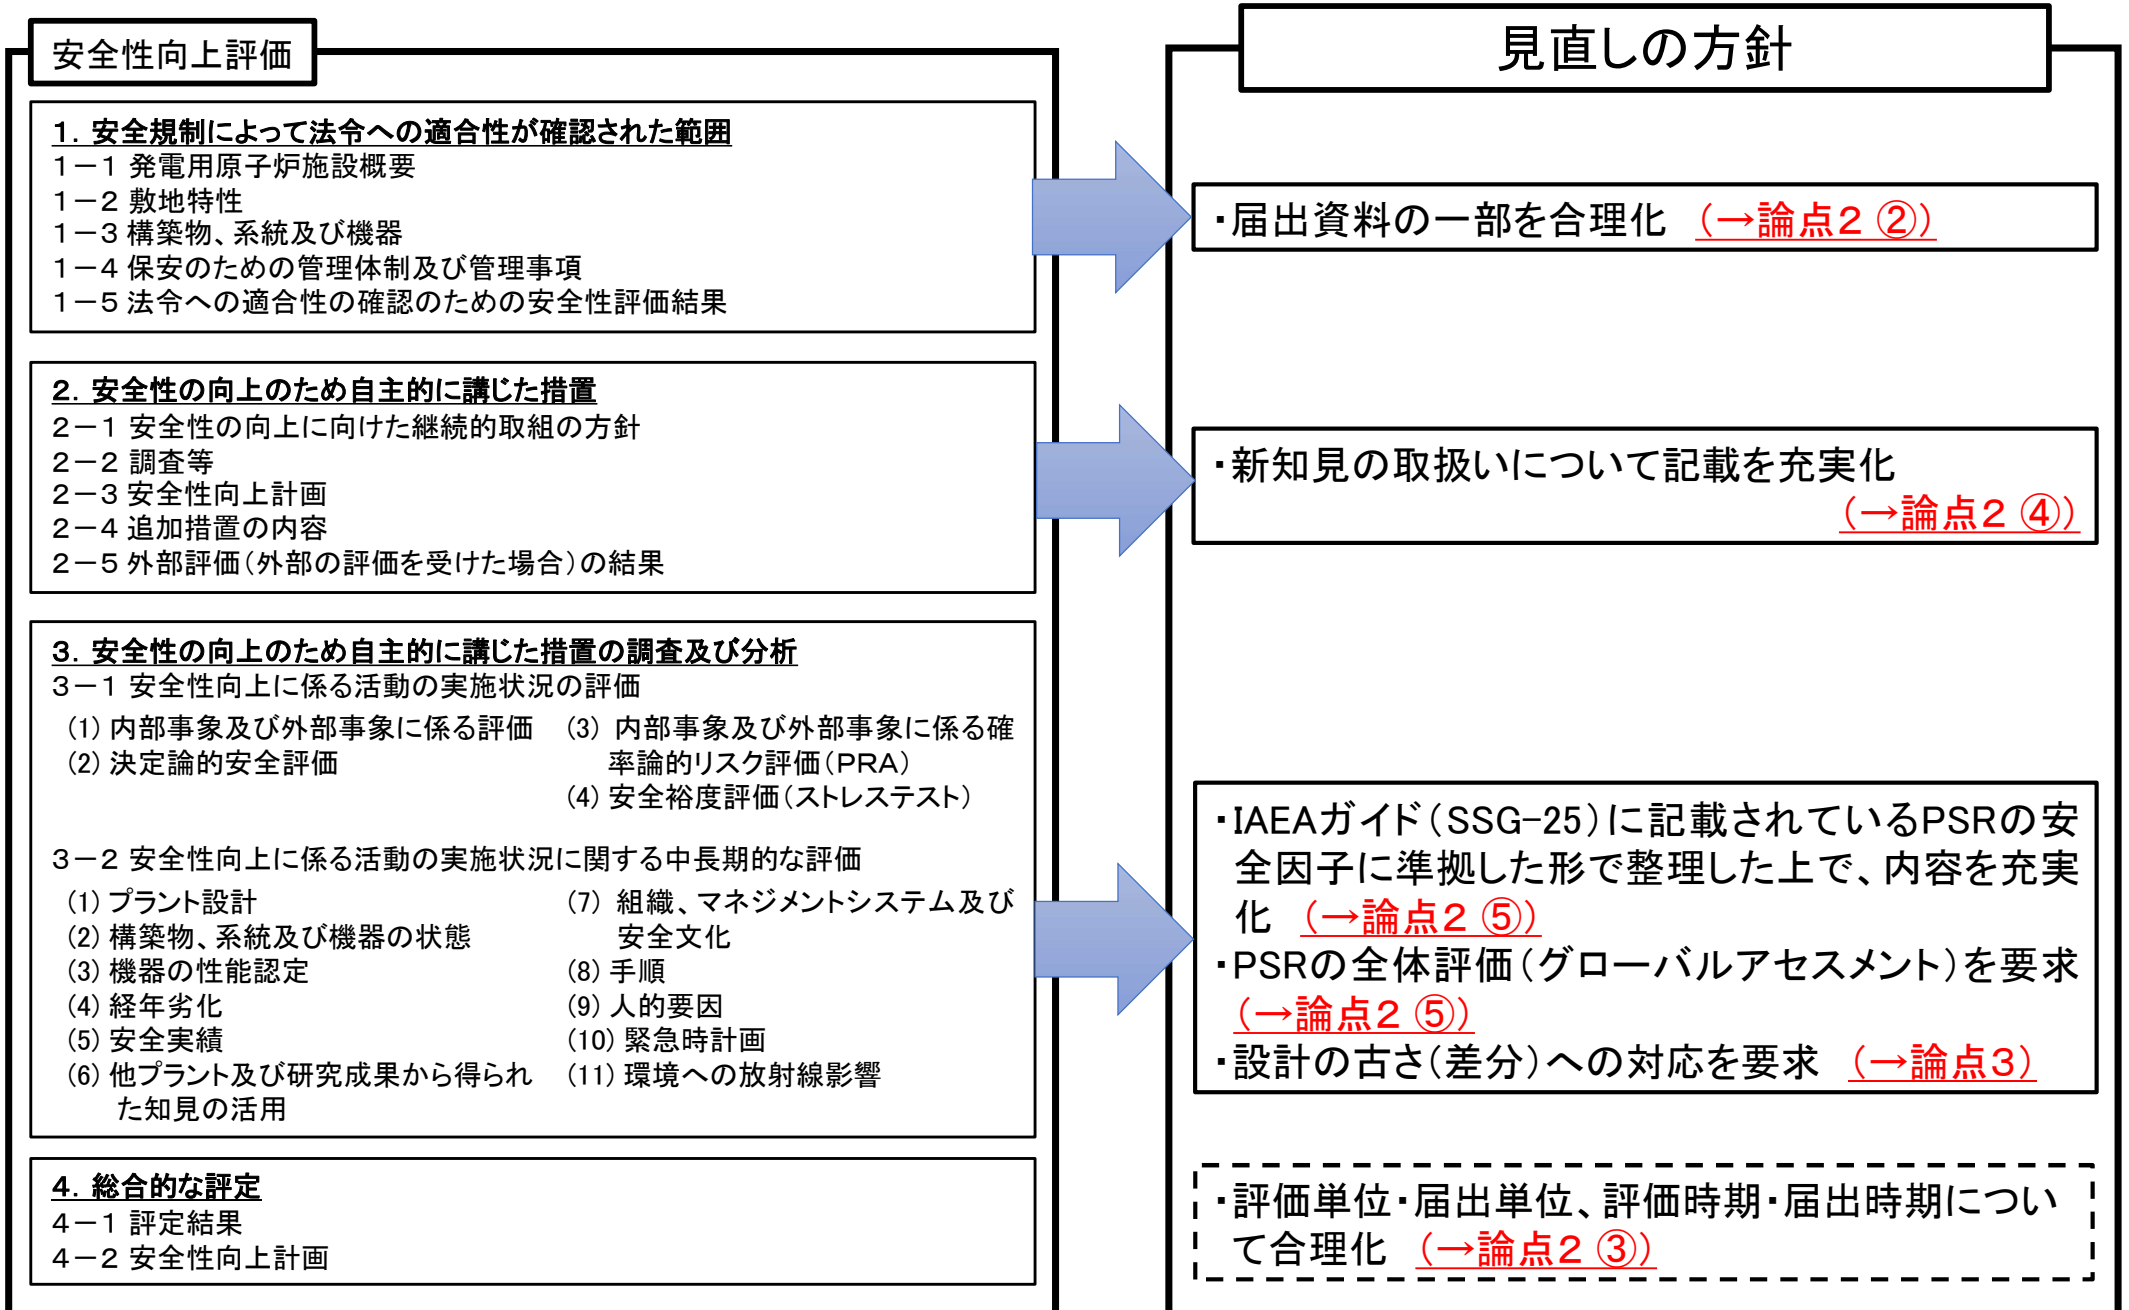 安全性向上評価
1．安全規制によって法令への適合性が確認された範囲
1－1 発電用原子炉施設概要
1－2 敷地特性
1－3 構築物、系統及び機器
1－4 保安のための管理体制及び管理事項
1－5 法令への適合性の確認のための安全性評価結果
2．安全性の向上のため自主的に講じた措置
2－1 安全性の向上に向けた継続的取組の方針
2－2 調査等
2－3 安全性向上計画
2－4 追加措置の内容
2－5 外部評価（外部の評価を受けた場合）の結果
3．安全性の向上のため自主的に講じた措置の調査及び分析
3－1 安全性向上に係る活動の実施状況の評価
(1) 内部事象及び外部事象に係る評価
(2) 決定論的安全評価
(3) 内部事象及び外部事象に係る確
率論的リスク評価（PRA）
(4) 安全裕度評価（ストレステスト）
3－2 安全性向上に係る活動の実施状況に関する中長期的な評価
(1) プラント設計
(2) 構築物、系統及び機器の状態
(3) 機器の性能認定
(4) 経年劣化
(5) 安全実績
(6) 他プラント及び研究成果から得られ
た知見の活用
(7) 組織、マネジメントシステム及び
安全文化
(8) 手順
(9) 人的要因
(10) 緊急時計画
(11) 環境への放射線影響
4．総合的な評定
4－1 評定結果
4－2 安全性向上計画
見直しの方針
・届出資料の一部を合理化 （→論点2 ②）
・新知見の取扱いについて記載を充実化
（→論点2 ④）
・IAEAガイド（SSG-25）に記載されているPSRの安
全因子に準拠した形で整理した上で、内容を充実
化 （→論点2 ⑤）
・PSRの全体評価（グローバルアセスメント）を要求
（→論点2 ⑤）
・設計の古さ（差分）への対応を要求 （→論点3）
・評価単位・届出単位、評価時期・届出時期につい
て合理化 （→論点2 ③）